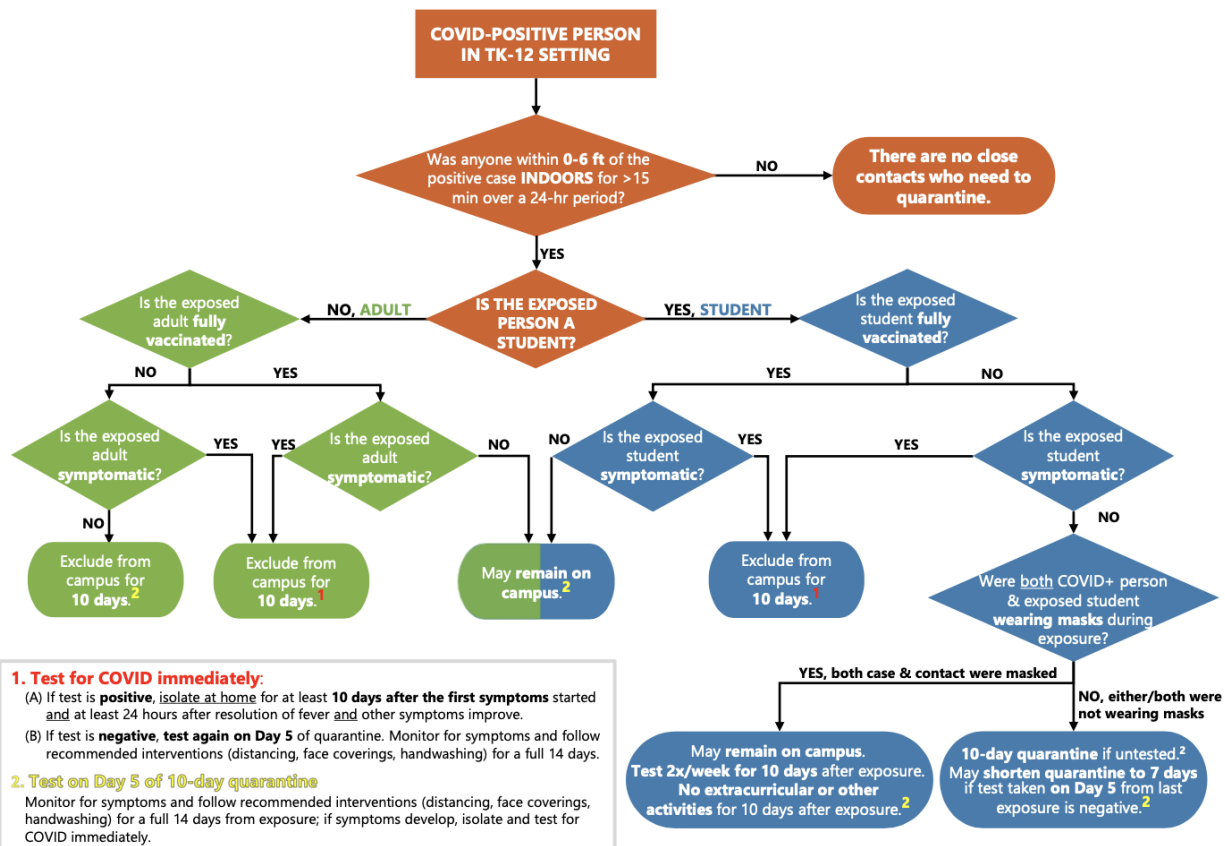 COVID-POSITIVE PERSON
IN TK-12 SETTING
Was anyone within 0-6 ft of the
positive case INDOORS for >15
min over a 24-hr period?
NO
There are no close
contacts who need to
quarantine.
YES
Is the exposed
adult fully
vaccinated?
NO, ADULT
IS THE EXPOSED
PERSON A
STUDENT?
YES, STUDENT
Is the exposed
student fully
vaccinated?
NO
YES
YES
NO
Is the exposed
adult
symptomatic?
YES
YES
Is the exposed
adult
symptomatic?
NO
NO
Is the exposed
student
symptomatic?
YES
YES
Is the exposed
student
symptomatic?
NO
NO
Exclude from
campus for
10 days.2
Exclude from
campus for
10 days.1
May remain on
campus.2
Exclude from
campus for
10 days.1
Were both COVID+ person
& exposed student
wearing masks during
exposure?
YES, both case & contact were masked
NO, either/both were
not wearing masks
May remain on campus.
Test 2x/week for 10 days after exposure.
No extracurricular or other
activities for 10 days after exposure.2
10-day quarantine if untested.2
May shorten quarantine to 7 days
if test taken on Day 5 from last
exposure is negative.2
1. Test for COVID immediately:
(A) If test is positive, isolate at home for at least 10 days after the first symptoms started
and at least 24 hours after resolution of fever and other symptoms improve.
(B) If test is negative, test again on Day 5 of quarantine. Monitor for symptoms and follow
recommended interventions (distancing, face coverings, handwashing) for a full 14 days.
2. Test on Day 5 of 10-day quarantine
Monitor for symptoms and follow recommended interventions (distancing, face coverings,
handwashing) for a full 14 days from exposure; if symptoms develop, isolate and test for
COVID immediately.